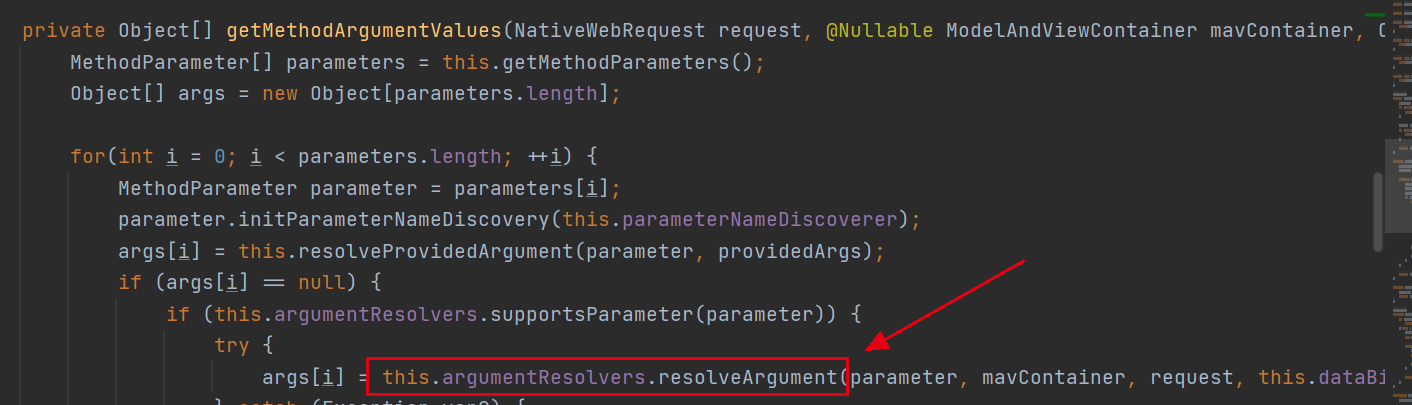 private Object[] getMethodArgumentValues(NativeWebRequest request, @Nullable ModelAndViewContainer mavContainer,
MethodParameter[] parameters = this.getMethodParameters();
Object[] args = new Object[parameters.length];
for(int i = 0; i < parameters.length; ++i) {
MethodParameter parameter = parameters[i];
parameter.initParameterNameDiscovery(this.parameterNameDiscoverer);
args[i] = this.resolveProvidedArgument(parameter, providedArgs);
if (args[i] == null) {
if (this.argumentResolvers.supportsParameter(parameter)) {
try {
args[i] = this.argumentResolvers.resolveArgument(parameter, mavContainer, request, this.dataBi
} catch (Exception var9) {